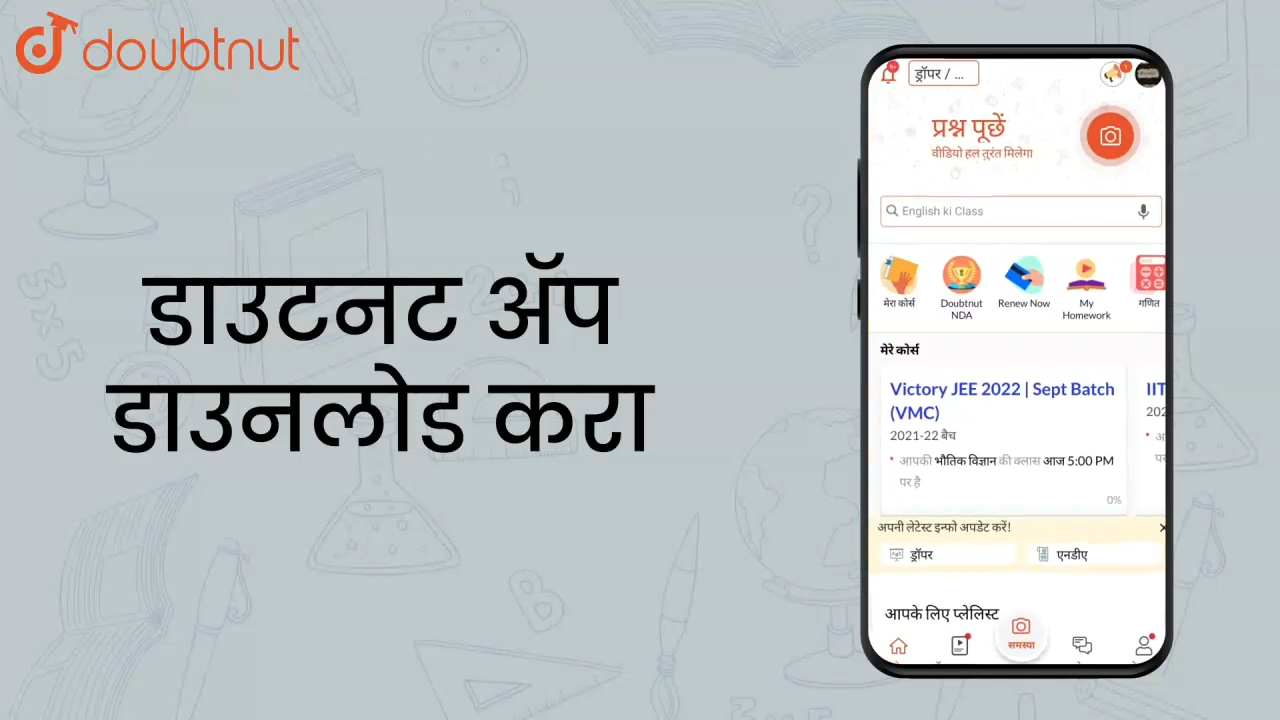 doubtnut
डाउटनट ॲप
डाउनलोड करा
ड्रॉपर / ...
प्रश्न पूछें
वीडियो हल तुरंत मिलेगा
English ki Class
मेरा कोर्स
Doubtnut
NDA
Renew Now
My
Homework
गणित
मेरे कोर्स
Victory JEE 2022 | Sept Batch
(VMC)
2021-22 बैच
आपकी भौतिक विज्ञान की क्लास आज 5:00 PM
पर है
0%
IIT
202
अपनी लेटेस्ट इन्फो अपडेट करें!
ड्रॉपर
एनडीए
आपके लिए प्लेलिस्ट
समस्या